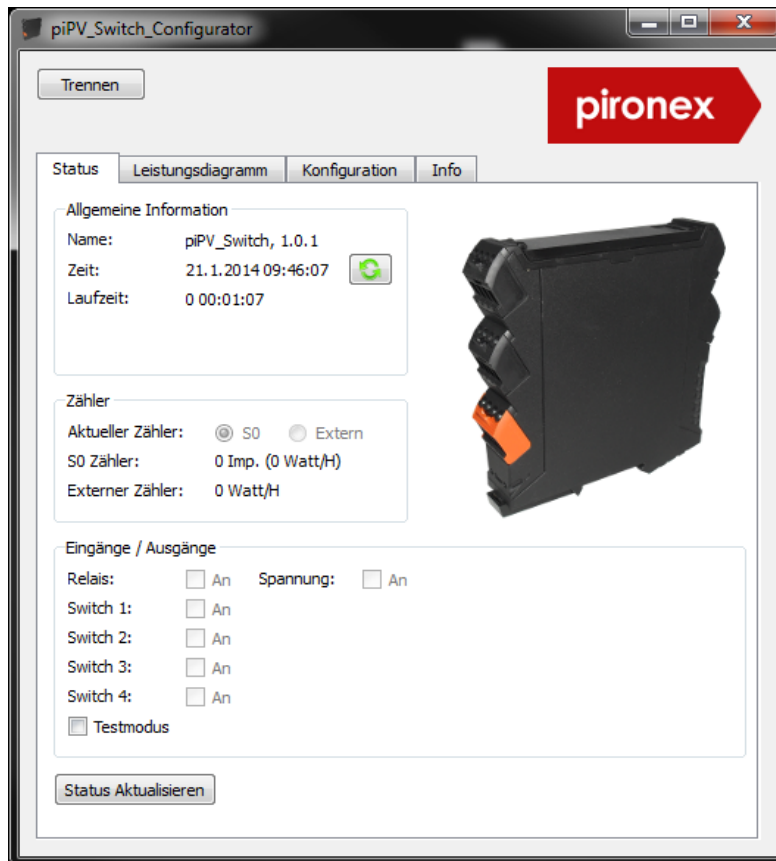 piPV_Switch_Configurator
Trennen
pironex
Status Leistungsdiagramm Konfiguration Info
Allgemeine Information
Name: piPV_Switch, 1.0.1
Zeit: 21.1.2014 09:46:07
Laufzeit: 0 00:01:07
Zähler
Aktueller Zähler: S0 Extern
S0 Zähler: 0 Imp. (0 Watt/H)
Externer Zähler: 0 Watt/H
Eingänge / Ausgänge
Relais: An Spannung: An
Switch 1: An
Switch 2: An
Switch 3: An
Switch 4: An
Testmodus
Status Aktualisieren